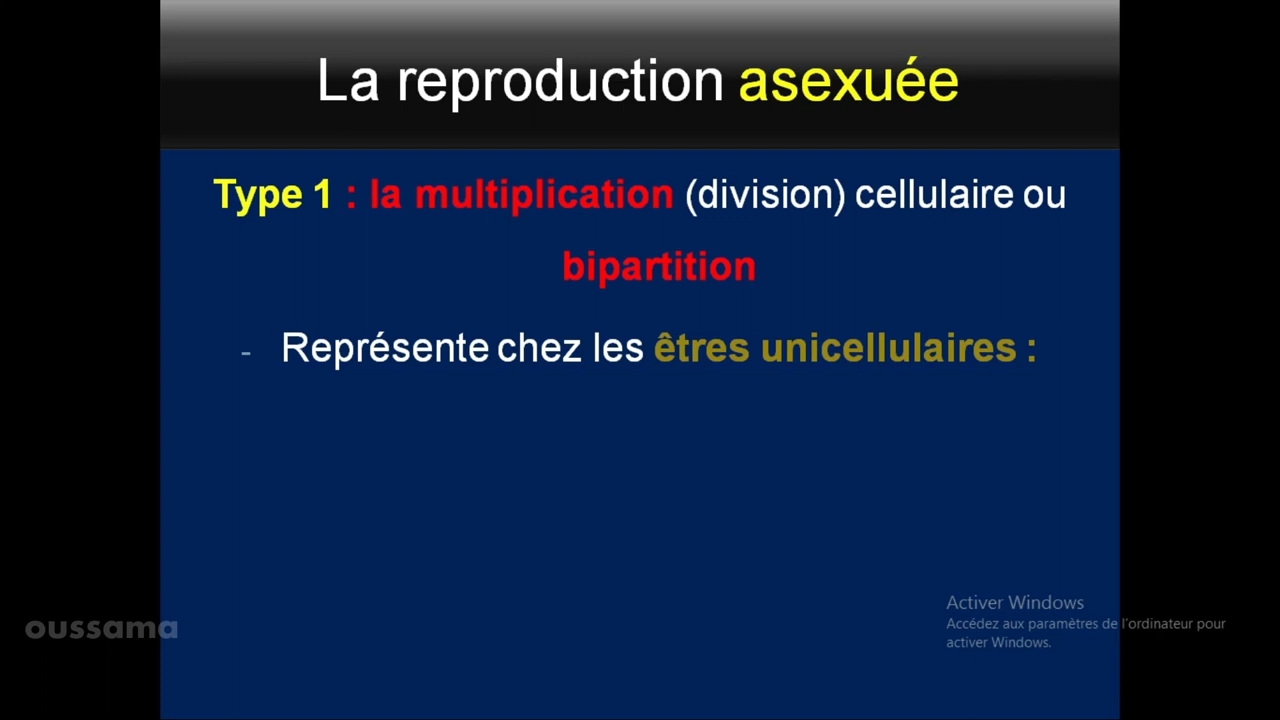 La reproduction asexuée
Type 1 : la multiplication (division) cellulaire ou
bipartition
- Représente chez les êtres unicellulaires :
oussama
Activer Windows
Accédez aux paramètres de l'ordinateur pour
activer Windows.